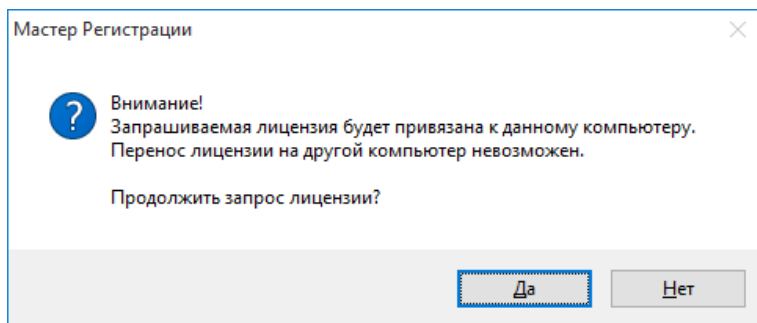 Мастер Регистрации
Внимание!
Запрашиваемая лицензия будет привязана к данному компьютеру.
Перенос лицензии на другой компьютер невозможен.
Продолжить запрос лицензии?
Да
Нет